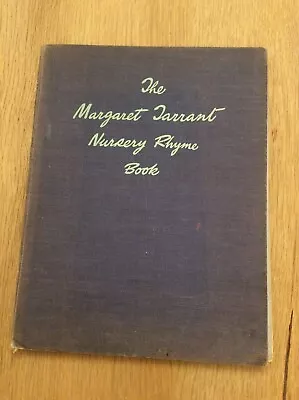 The
Margaret Tarrant
Nursery Rhyme
Book